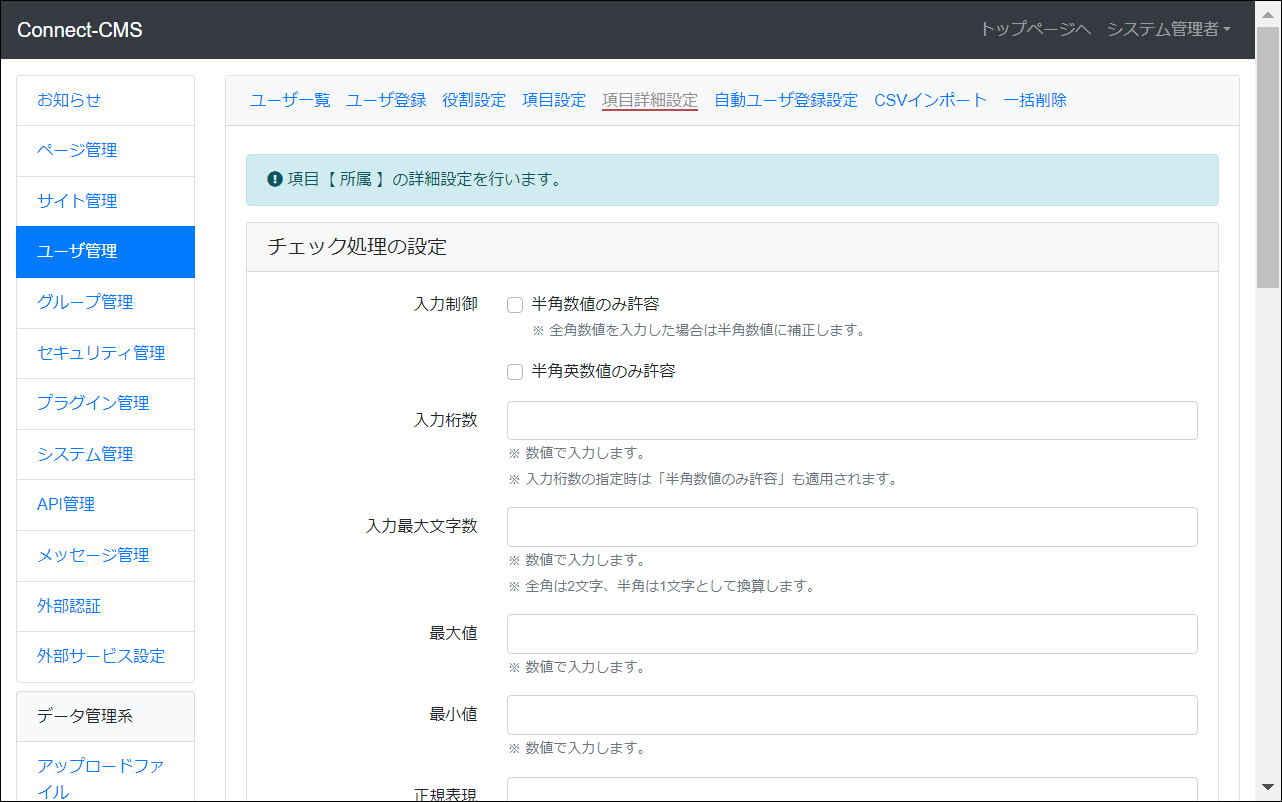 Connect-CMS
トップページへ システム管理者
お知らせ
ページ管理
サイト管理
ユーザ管理
グループ管理
セキュリティ管理
プラグイン管理
システム管理
API管理
メッセージ管理
外部認証
外部サービス設定
データ管理系
アップロードファ
イル
ユーザ一覧 ユーザ登録 役割設定 項目設定 項目詳細設定 自動ユーザ登録設定 CSVインポート 一括削除
項目【 所属 】の詳細設定を行います。
チェック処理の設定
入力制御 半角数値のみ許容
※ 全角数値を入力した場合は半角数値に補正します。
半角英数値のみ許容
入力桁数
※ 数値で入力します。
※ 入力桁数の指定時は「半角数値のみ許容」も適用されます。
入力最大文字数
※ 数値で入力します。
※ 全角は2文字、半角は1文字として換算します。
最大値
※ 数値で入力します。
最小値
※ 数値で入力します。
正規表現